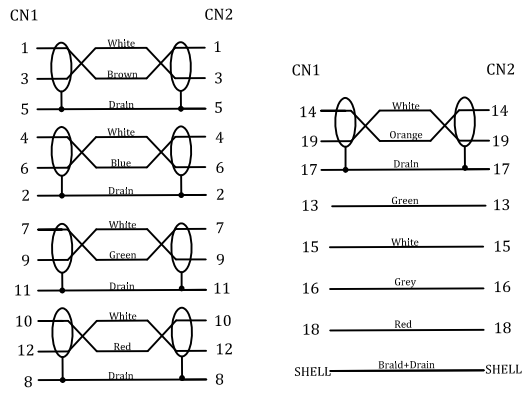 CN1 CN2
1 White 1
3 Brown 3
5 Drain 5
4 White 4
6 Blue 6
2 Drain 2
7 White 7
9 Green 9
11 Drain 11
10 White 10
12 Red 12
8 Drain 8
CN1 CN2
14 White 14
19 Orange 19
17 Drain 17
13 Green 13
15 White 15
16 Grey 16
18 Red 18
SHELL Brald+Drain SHELL